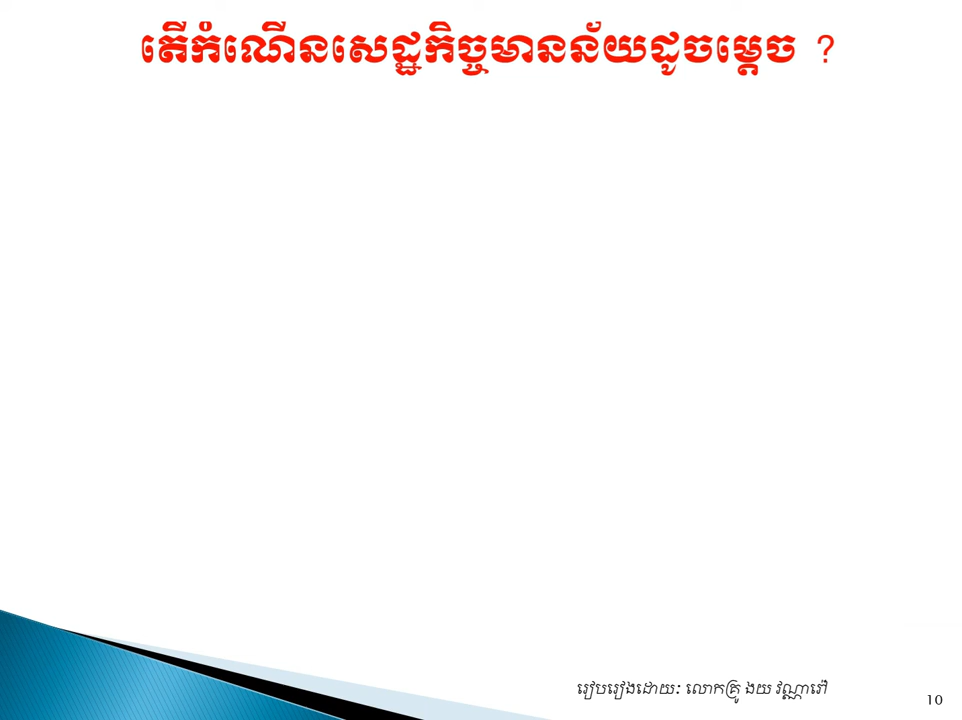 តើកំណើនសេដ្ឋកិច្ចមានន័យដូចម្តេច ?
រៀបរៀងដោយ: លោកគ្រូ ងយ វណ្ណារៅ
10